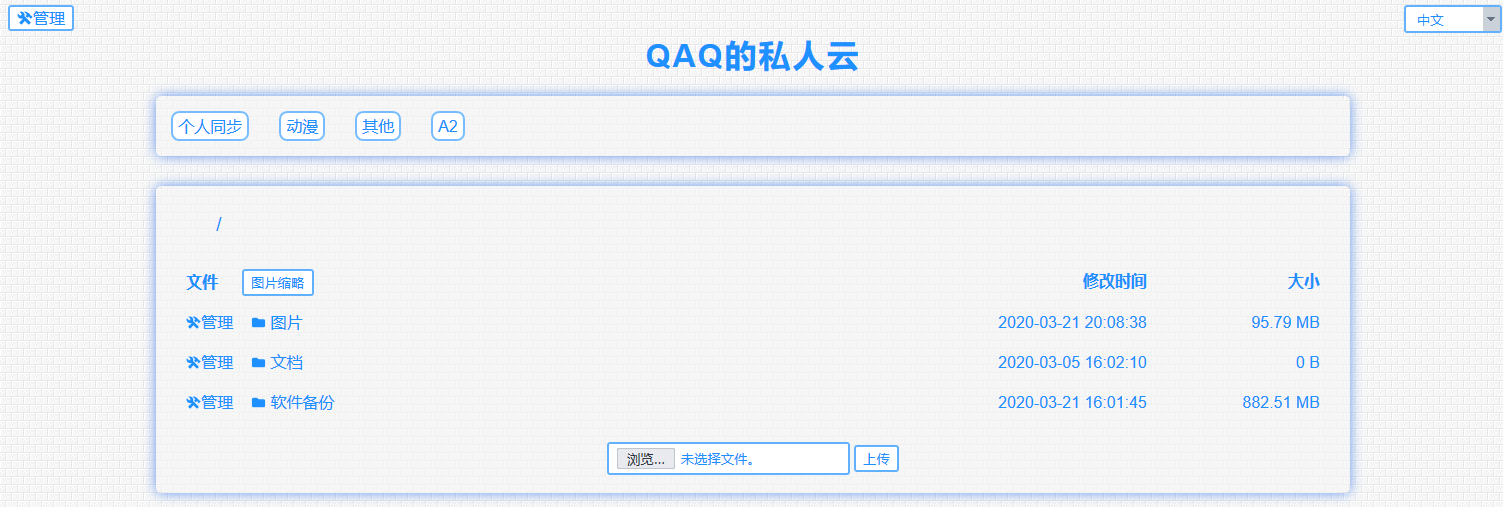 管理 中文
QAQ的私人云
个人同步 动漫 其他 A2
/
文件 图片缩略 修改时间 大小
管理 图片 2020-03-21 20:08:38 95.79 MB
管理 文档 2020-03-05 16:02:10 0 B
管理 软件备份 2020-03-21 16:01:45 882.51 MB
浏览... 未选择文件。 上传